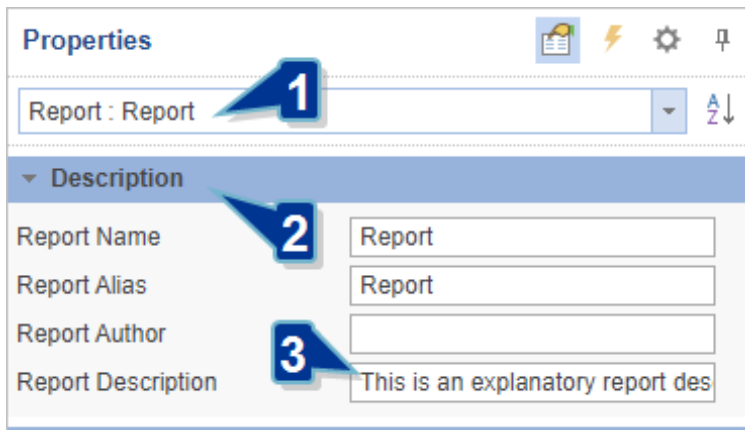 Properties
Report : Report
1
A
Z
Description
2
Report Name Report
Report Alias Report
Report Author
3
Report Description This is an explanatory report des